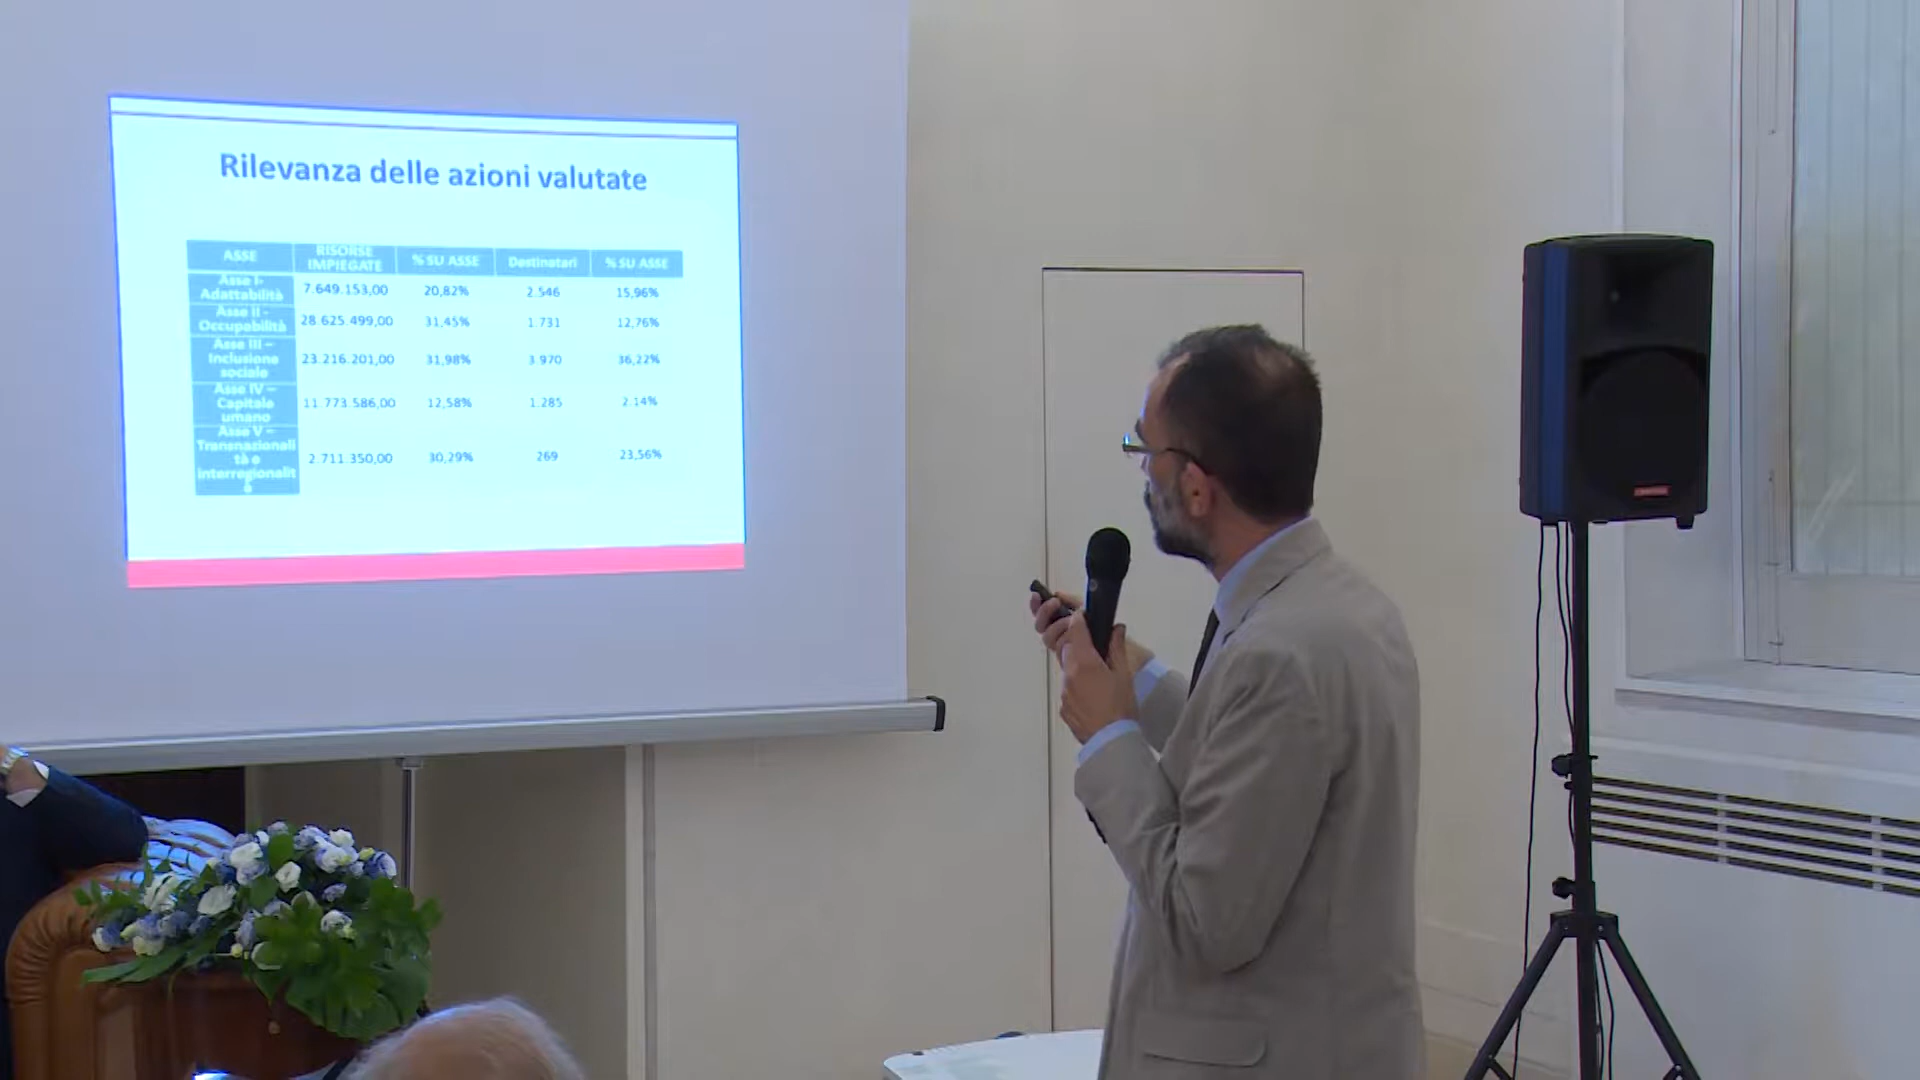 Rilevanza delle azioni valutate
ASSE RISORSE IMPIEGATE % SU ASSE Destinatari % SU ASSE
Asse I- Adattabilità 7.649.153,00 20,82% 2.546 15,96%
Asse II - Occupabilità 28.625.499,00 31,45% 1.731 12,76%
Asse III – Inclusione sociale 23.216.201,00 31,98% 3.970 36,22%
Asse IV – Capitale umano 11.773.586,00 12,58% 1.285 2.14%
Asse V – Transnazionalità e interregionalità 2.711.350,00 30,29% 269 23,56%